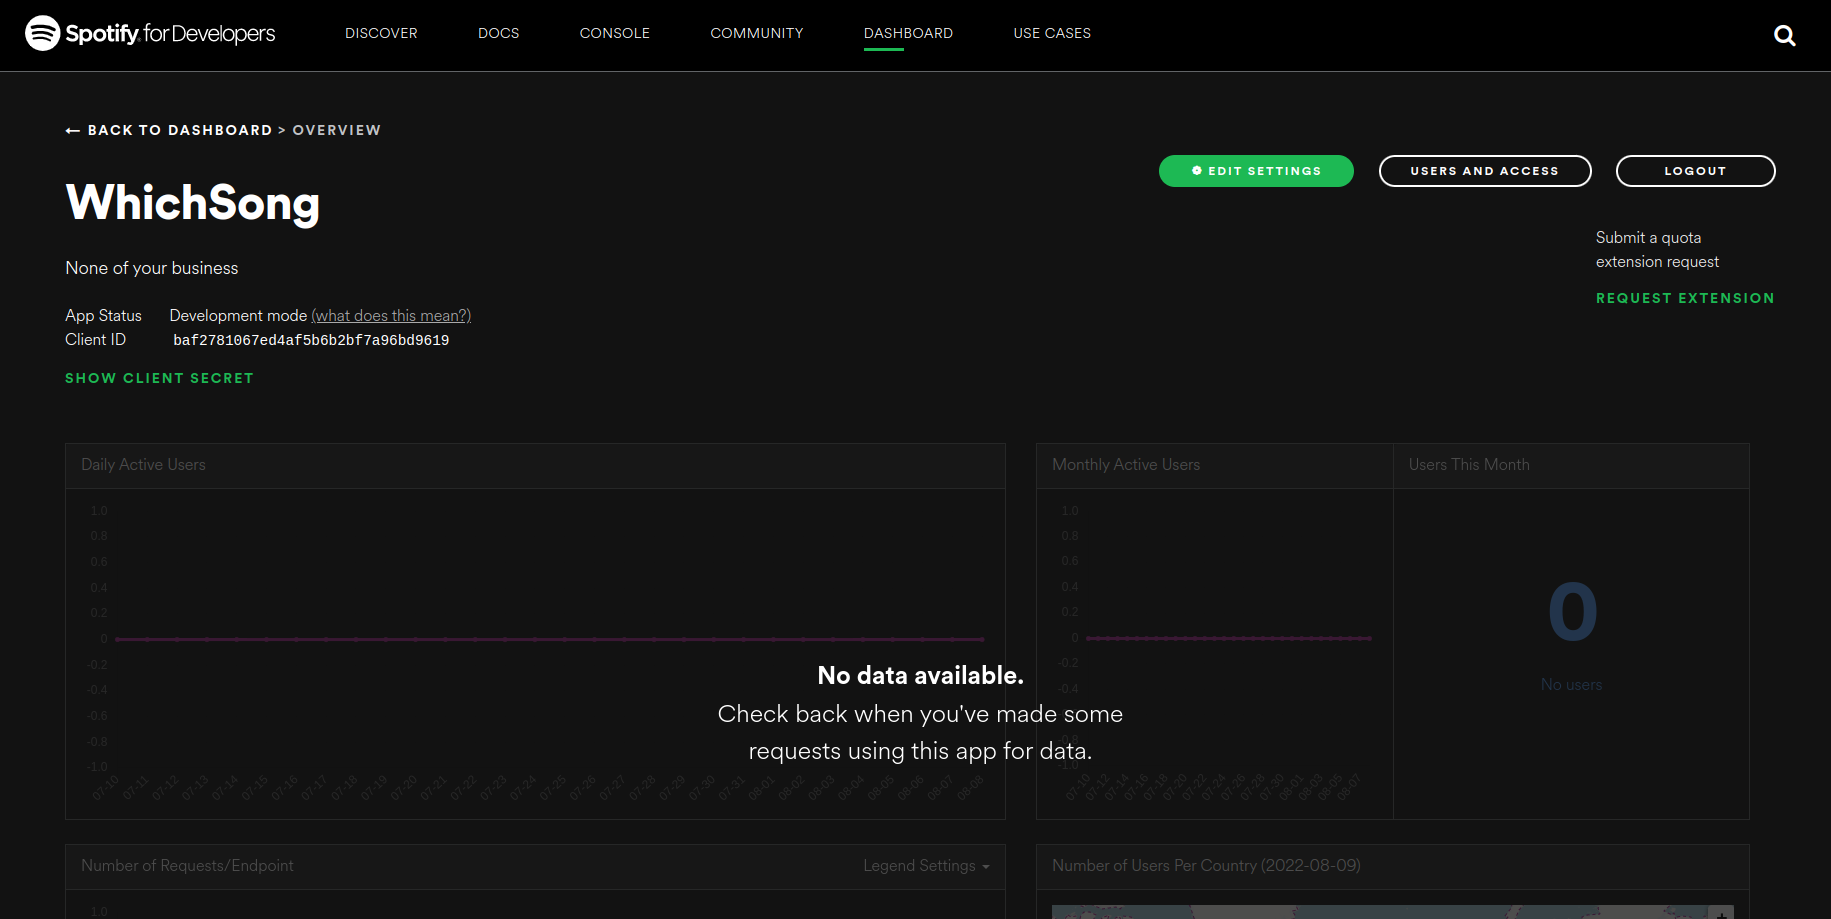 Spotify for Developers
DISCOVER DOCS CONSOLE COMMUNITY DASHBOARD USE CASES
← BACK TO DASHBOARD > OVERVIEW
EDIT SETTINGS USERS AND ACCESS LOGOUT
WhichSong
Submit a quota
extension request
REQUEST EXTENSION
None of your business
App Status Development mode (what does this mean?)
Client ID baf2781067ed4af5b6b2bf7a96bd9619
SHOW CLIENT SECRET
Daily Active Users
1.0
0.8
0.6
0.4
0.2
0
-0.2
-0.4
-0.6
-0.8
-1.0
07-10 07-11 07-12 07-13 07-14 07-15 07-16 07-17 07-18 07-19 07-20 07-21 07-22 07-23 07-24 07-25 07-26 07-27 07-28 07-29 07-30 07-31 08-01 08-02 08-03 08-04 08-05 08-06 08-07 08-08
Monthly Active Users
1.0
0.8
0.6
0.4
0.2
0
-0.2
-0.4
-0.8
-1.0
07-10 07-12 07-14 07-16 07-18 07-20 07-22 07-24 07-26 07-28 07-30 08-01 08-03 08-05 08-07
Users This Month
0
No users
No data available.
Check back when you've made some
requests using this app for data.
Number of Requests/Endpoint Legend Settings
1.0
Number of Users Per Country (2022-08-09)
+